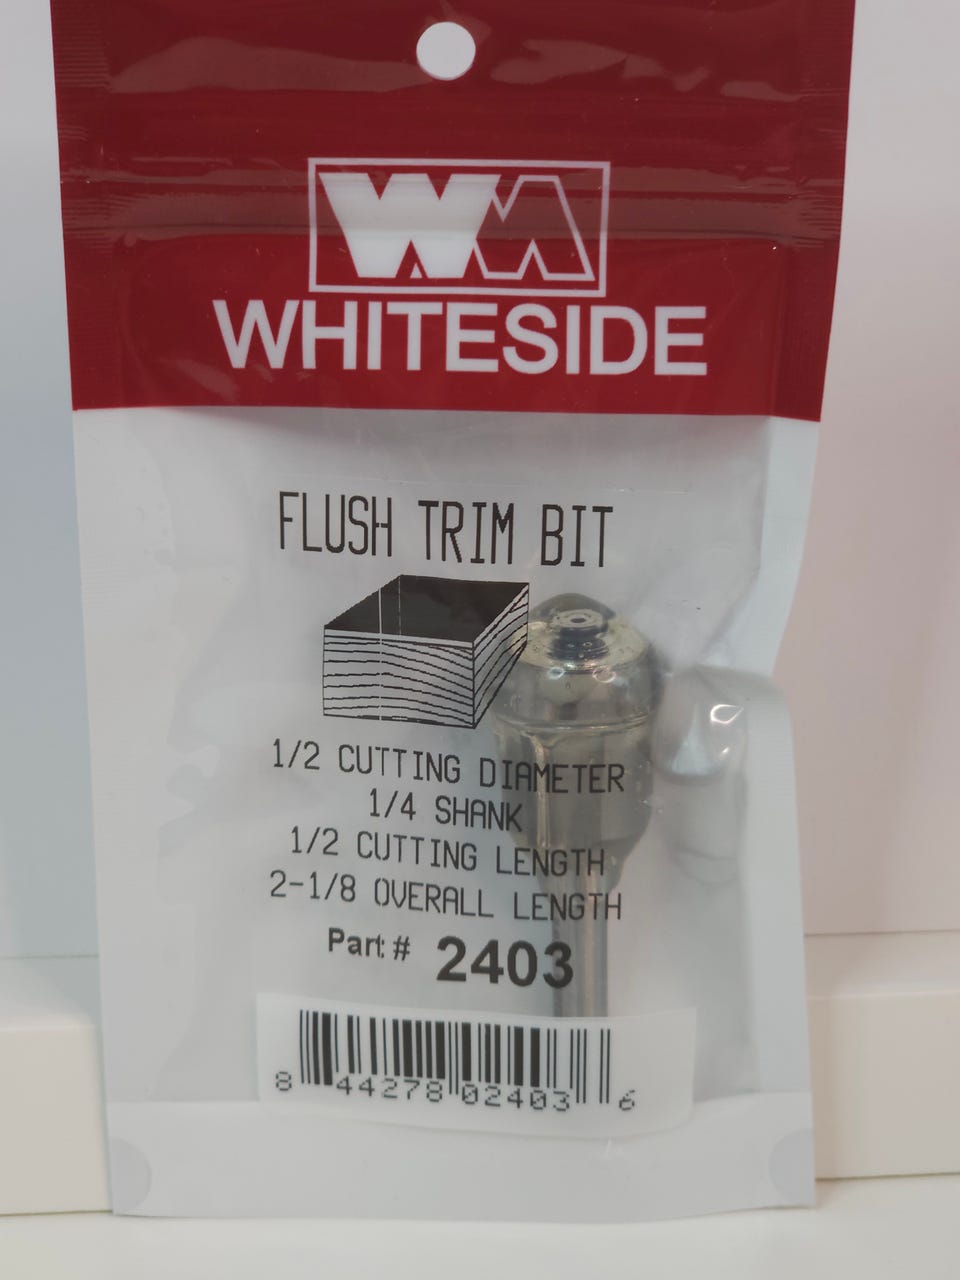 WHITESIDE
FLUSH TRIM BIT
1/2 CUTTING DIAMETER
1/4 SHANK
1/2 CUTTING LENGTH
2-1/8 OVERALL LENGTH
Part # 2403
8 44278 02403 6